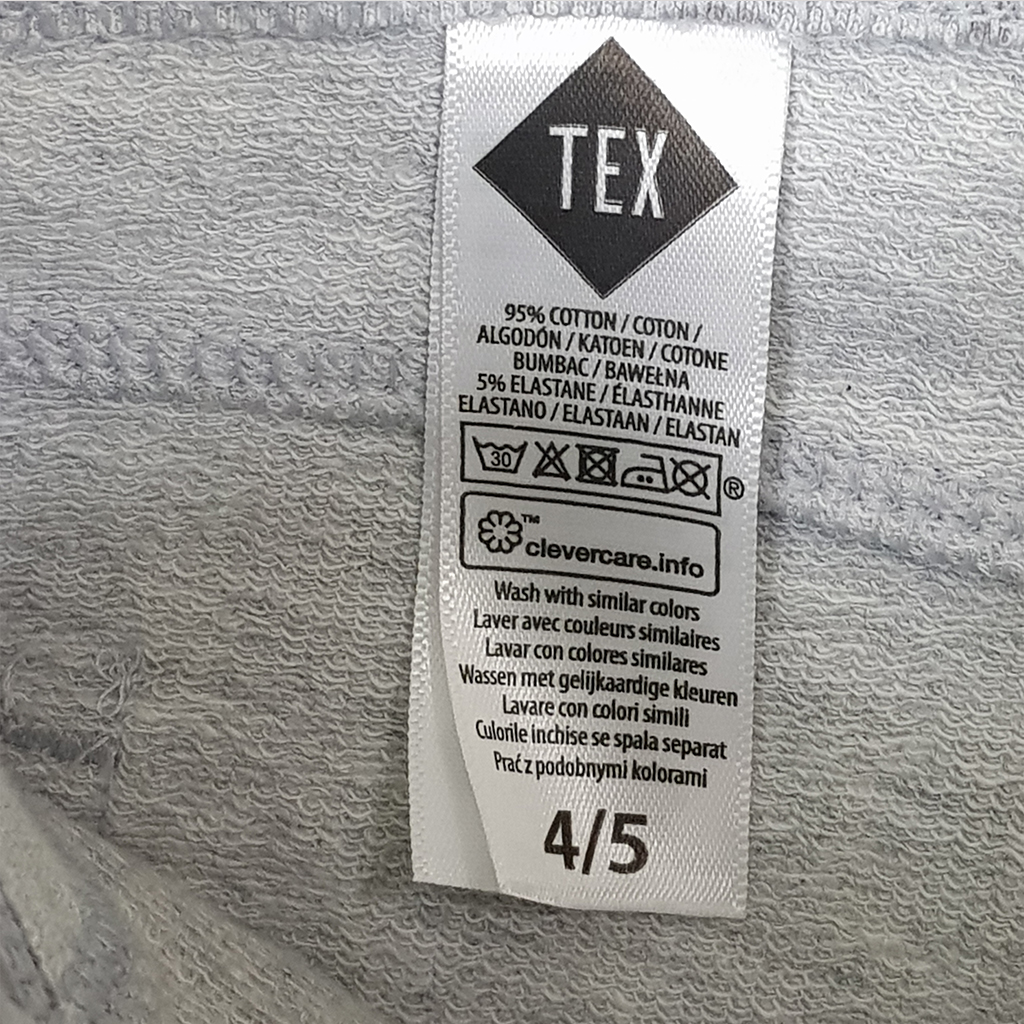 TEX
95% COTTON / COTON /
ALGODÓN / KATOEN / COTONE
BUMBAC / BAWEŁNA
5% ELASTANE / ÉLASTHANNE
ELASTANO / ELASTAAN / ELASTAN
30
®
™
clevercare.info
Wash with similar colors
Laver avec couleurs similaires
Lavar con colores similares
Wassen met gelijkaardige kleuren
Lavare con colori simili
Culorile inchise se spala separat
Prać z podobnymi kolorami
4/5